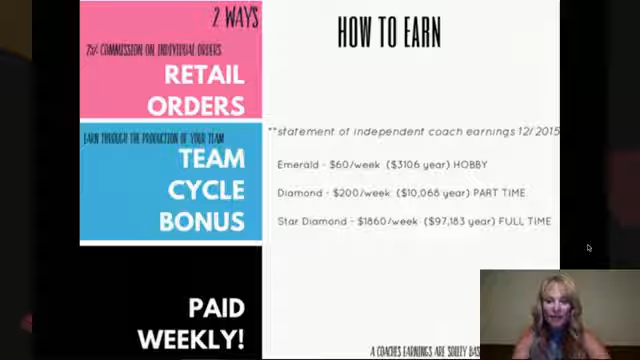 2 WAYS
25% COMMISSION ON INDIVIDUAL ORDERS
RETAIL
ORDERS
EARN THROUGH THE PRODUCTION OF YOUR TEAM
TEAM
CYCLE
BONUS
PAID
WEEKLY!
HOW TO EARN
**statement of independent coach earnings 12/2015
Emerald - $60/week ($3106 year) HOBBY
Diamond - $200/week ($10,068 year) PART TIME
Star Diamond - $1860/week ($97,183 year) FULL TIME
A COACHES EARNINGS ARE SOLELY BAS